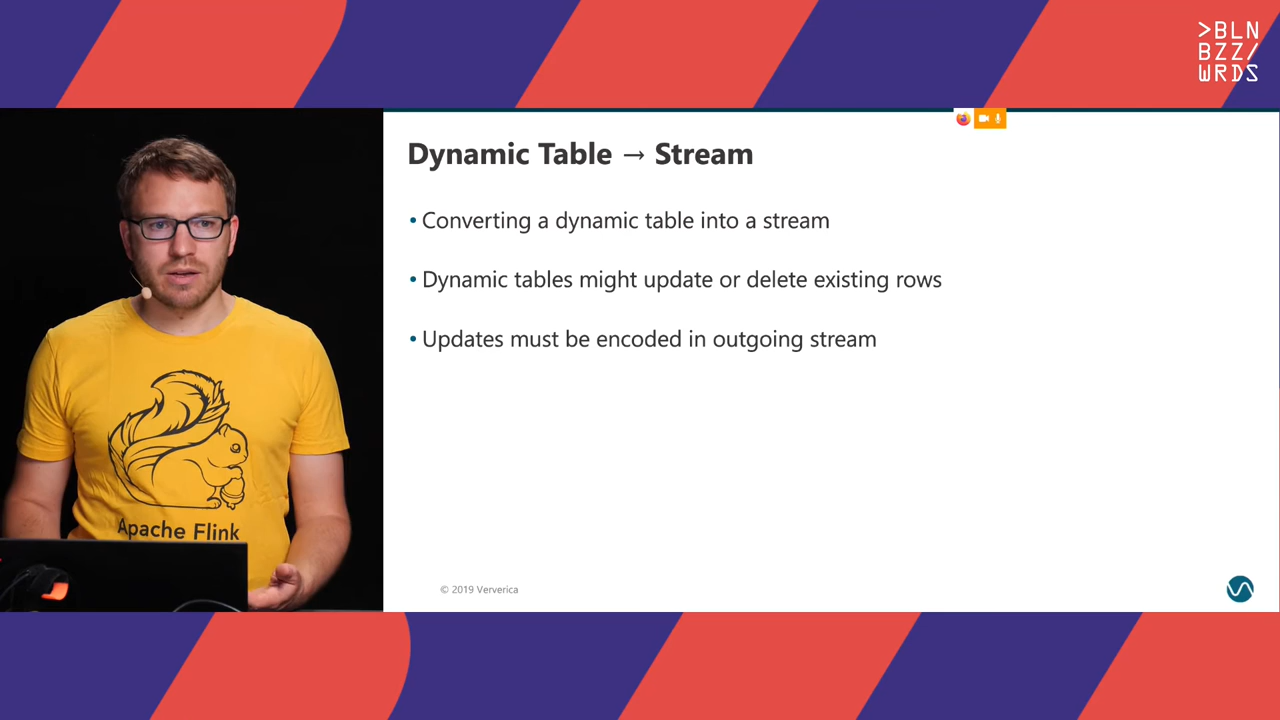 >BLN
BZZ/
WRDS
Dynamic Table → Stream
• Converting a dynamic table into a stream
• Dynamic tables might update or delete existing rows
• Updates must be encoded in outgoing stream
Apache Flink
© 2019 Ververica